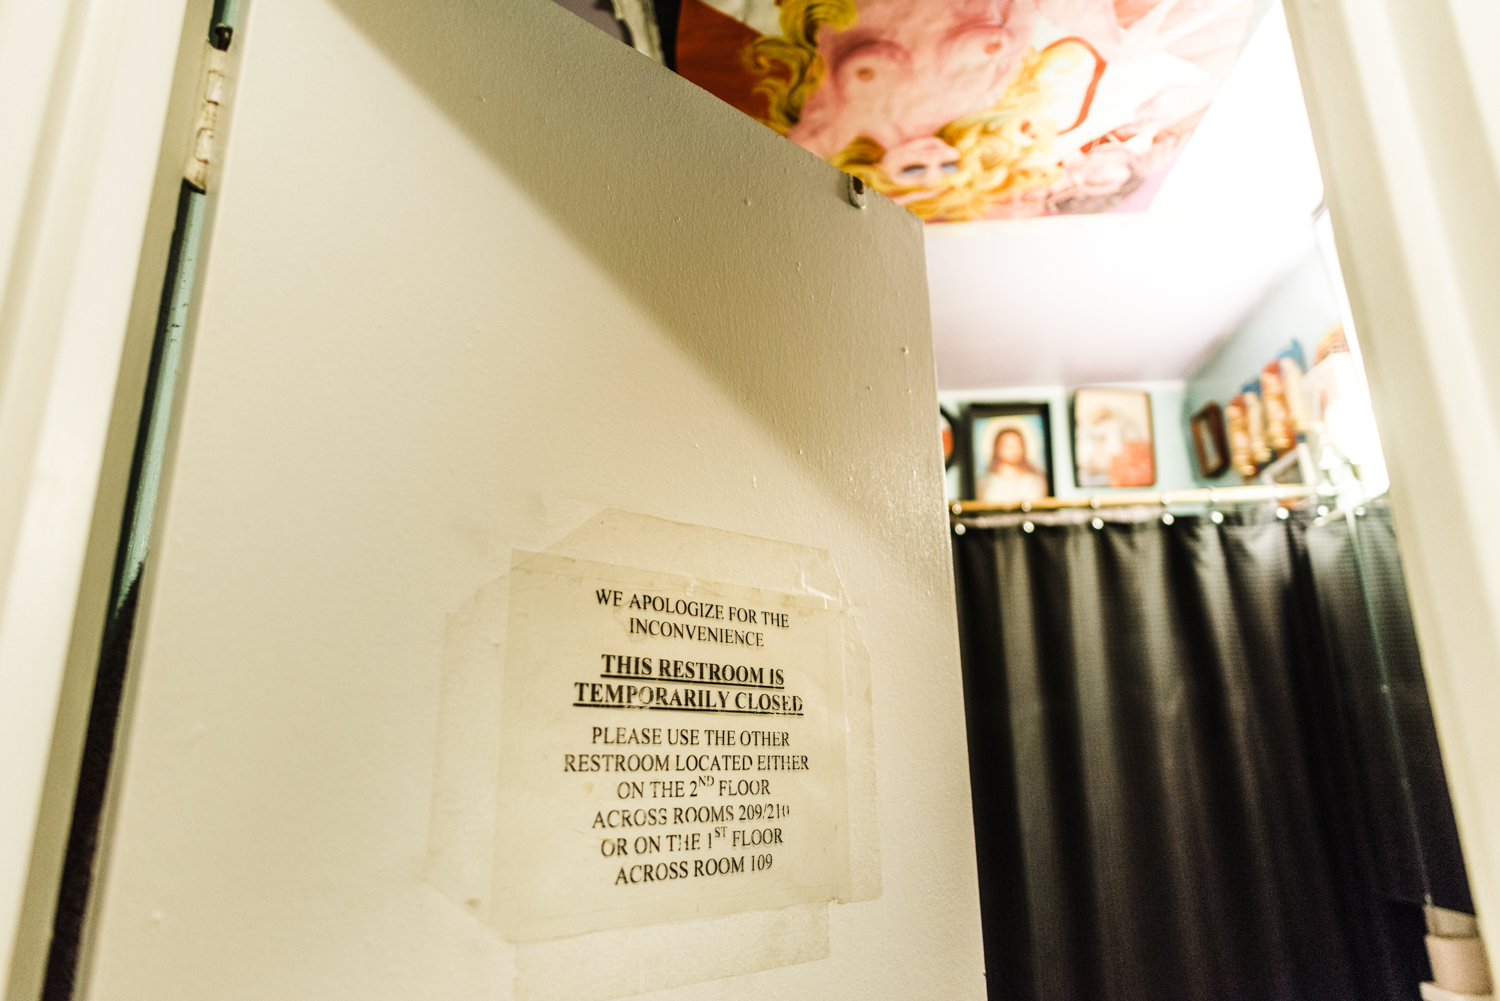 WE APOLOGIZE FOR THE
INCONVENIENCE
THIS RESTROOM IS
TEMPORARILY CLOSED
PLEASE USE THE OTHER
RESTROOM LOCATED EITHER
ON THE 2ND FLOOR
ACROSS ROOMS 209/210
OR ON THE 1ST FLOOR
ACROSS ROOM 109